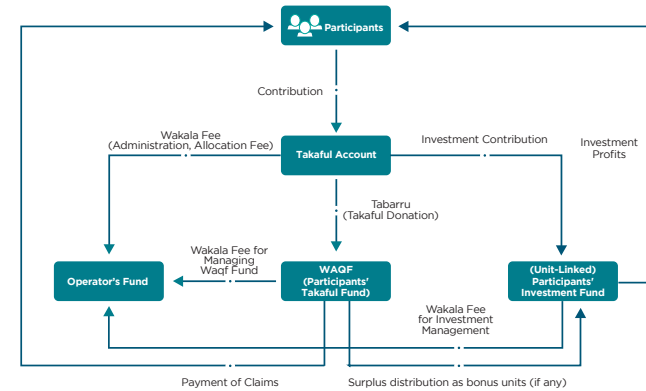 Participants
Contribution
Wakala Fee
(Administration, Allocation Fee)
Takaful Account
Investment Contribution
Investment
Profits
Tabarru
(Takaful Donation)
Wakala Fee for
Managing
Waqf Fund
Operator's Fund
WAQF
(Participants'
Takaful Fund)
(Unit-Linked)
Participants'
Investment Fund
Wakala Fee
for Investment
Management
Payment of Claims
Surplus distribution as bonus units (if any)